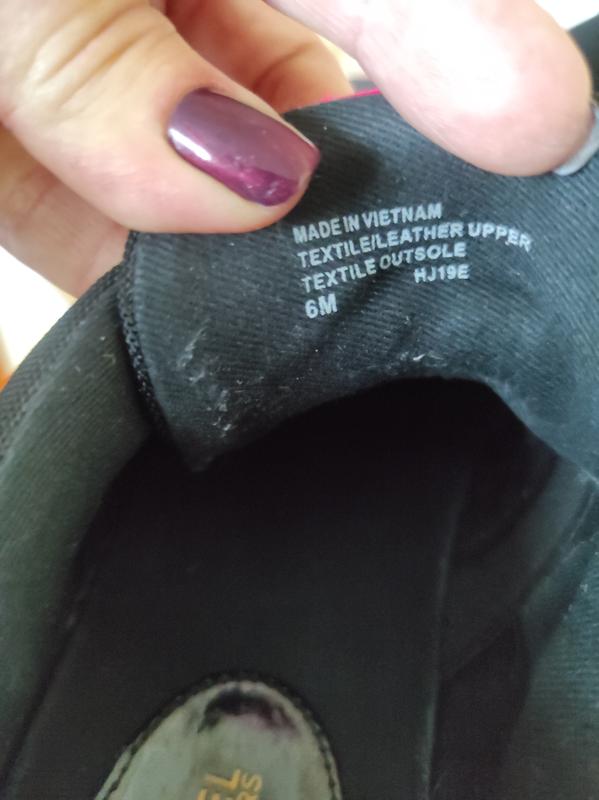 MADE IN VIETNAM
TEXTILE/LEATHER UPPER
TEXTILE OUTSOLE
HJ19E
6M